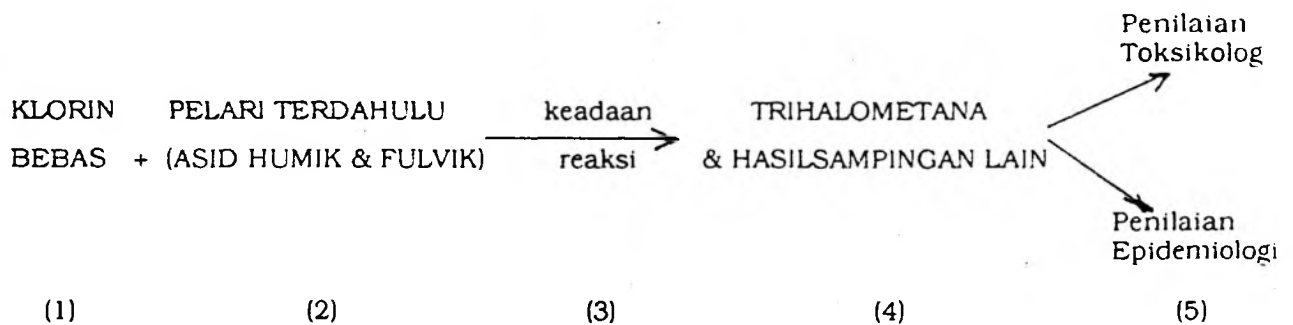 Penilaian
Toksikolog
KLORIN PELARI TERDAHULU keadaan TRIHALOMETANA
BEBAS + (ASID HUMIK & FULVIK) reaksi & HASILSAMPINGAN LAIN
Penilaian
Epidemiologi
(1) (2) (3) (4) (5)